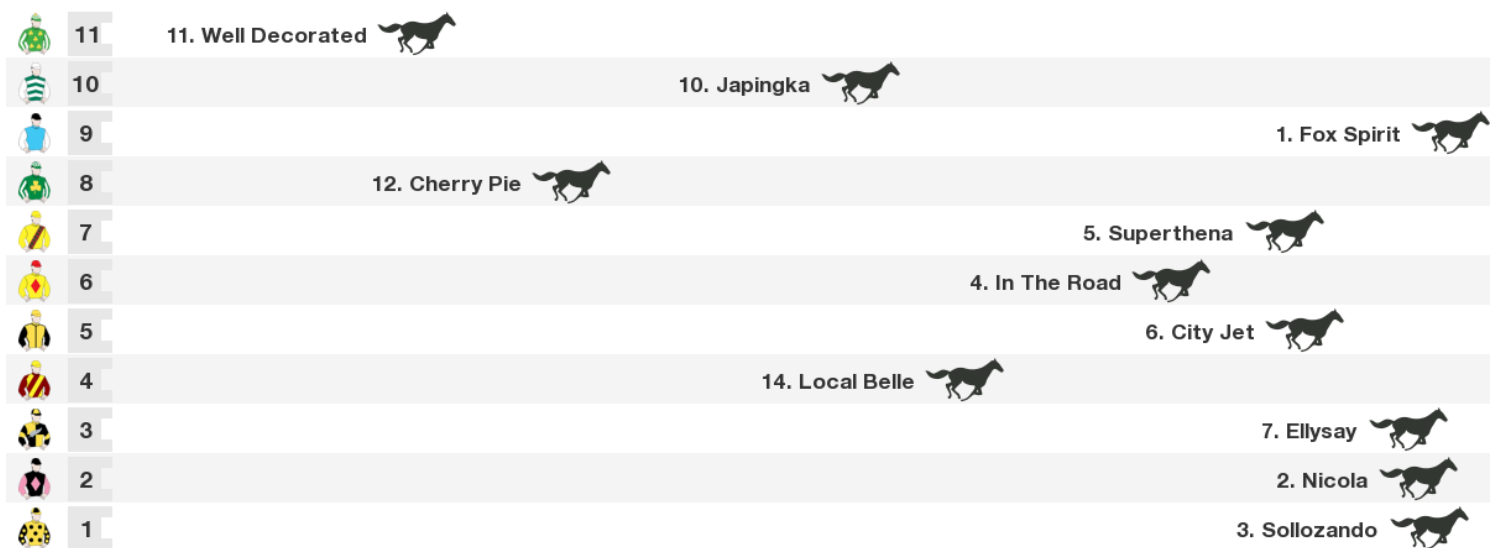 11 11. Well Decorated
10 10. Japingka
9 1. Fox Spirit
8 12. Cherry Pie
7 5. Superthena
6 4. In The Road
5 6. City Jet
4 14. Local Belle
3 7. Ellysay
2 2. Nicola
1 3. Sollozando